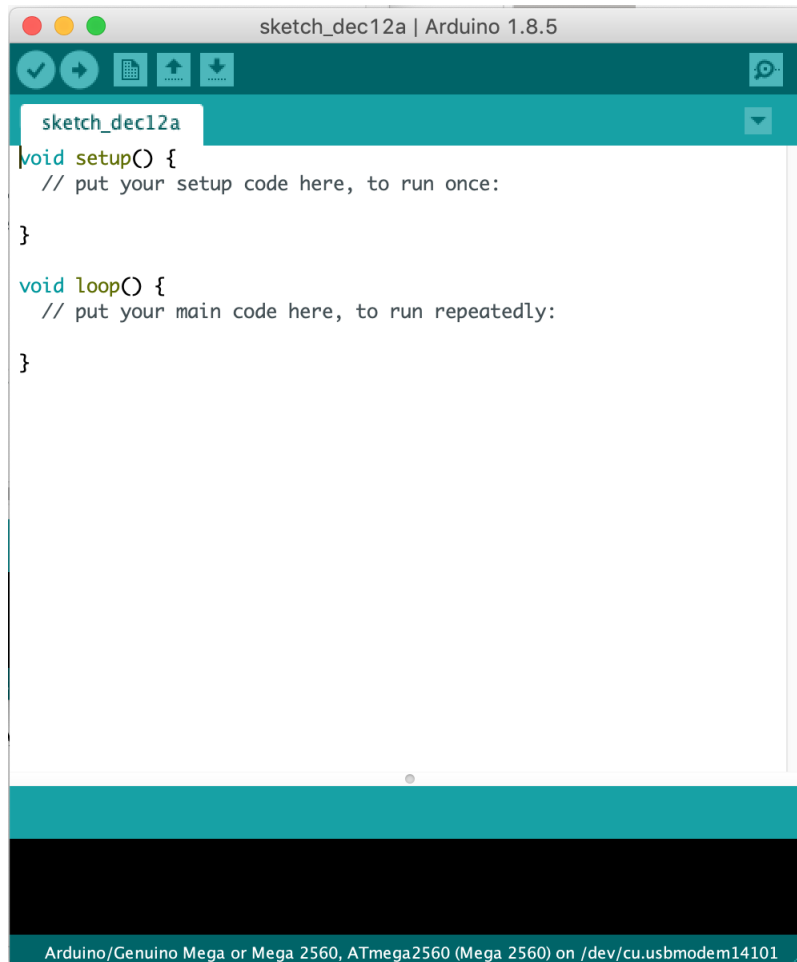 sketch_dec12a | Arduino 1.8.5
sketch_dec12a
void setup() {
  // put your setup code here, to run once:
}
void loop() {
  // put your main code here, to run repeatedly:
}
Arduino/Genuino Mega or Mega 2560, ATmega2560 (Mega 2560) on /dev/cu.usbmodem14101